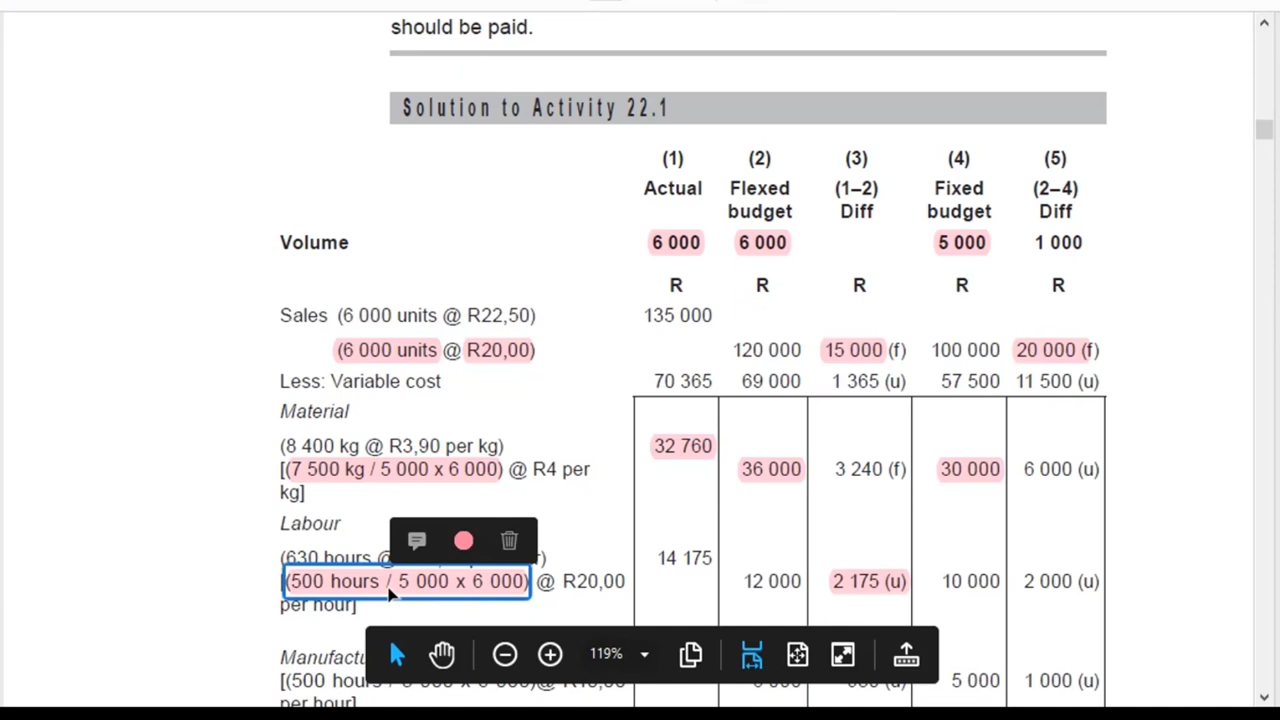 should be paid.
Solution to Activity 22.1
(1) (2) (3) (4) (5)
Actual Flexed (1–2) Fixed (2–4)
budget Diff budget Diff
Volume 6 000 6 000 5 000 1 000
R R R R
Sales (6 000 units @ R22,50) 135 000
(6 000 units @ R20,00) 120 000 15 000 (f) 100 000 20 000 (f)
Less: Variable cost 70 365 69 000 1 365 (u) 57 500 11 500 (u)
Material
(8 400 kg @ R3,90 per kg) 32 760
[(7 500 kg / 5 000 x 6 000) @ R4 per 36 000 3 240 (f) 30 000 6 000 (u)
kg]
Labour
(630 hours @ 14 175
[(500 hours / 5 000 x 6 000) @ R20,00 12 000 2 175 (u) 10 000 2 000 (u)
per hour]
119%
[(500 5 000 1 000 (u)
per hour]